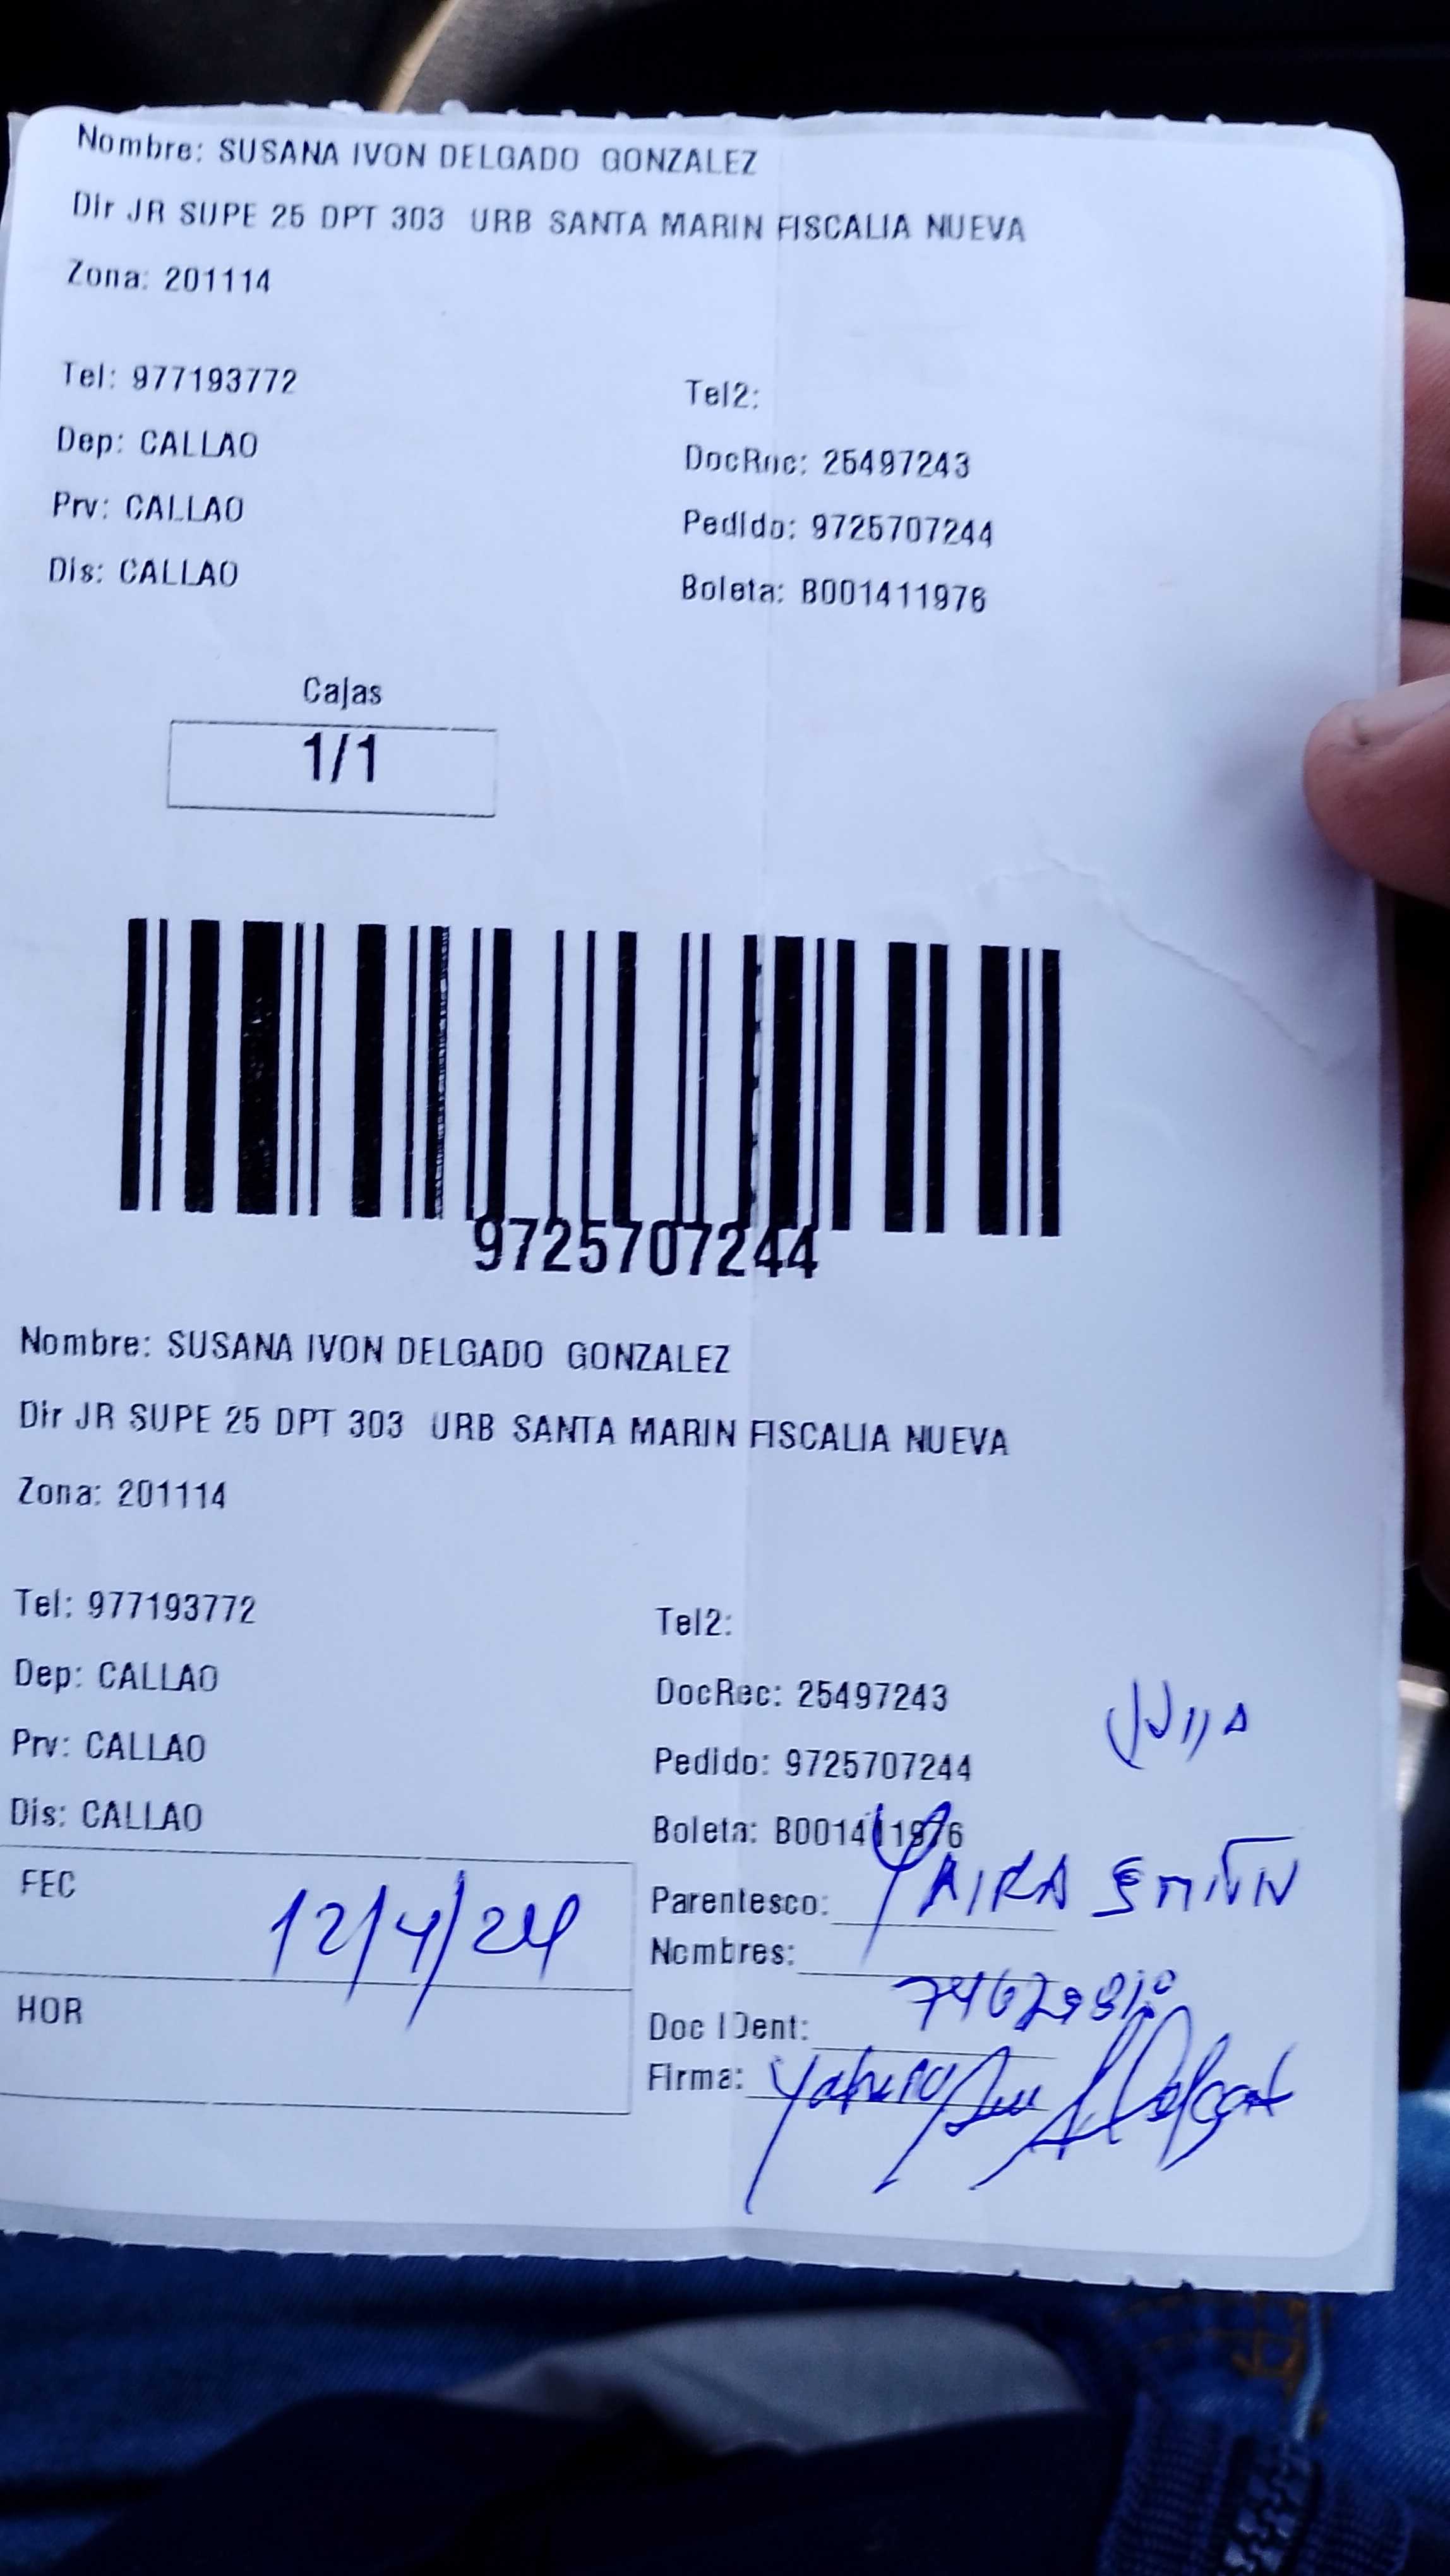 Nombre: SUSANA IVON DELGADO GONZALEZ
Dir JR SUPE 25 DPT 303 URB SANTA MARIN FISCALIA NUEVA
Zona: 201114
Tel: 977193772 Tel2:
Dep: CALLAO DocRec: 25497243
Prv: CALLAO Pedido: 9725707244
Dis: CALLAO Boleta: B001411976
Cajas
1/1
9725707244
Nombre: SUSANA IVON DELGADO GONZALEZ
Dir JR SUPE 25 DPT 303 URB SANTA MARIN FISCALIA NUEVA
Zona: 201114
Tel: 977193772 Tel2:
Dep: CALLAO DocRec: 25497243
Prv: CALLAO Pedido: 9725707244
Dis: CALLAO Boleta: B001411976
FEC 12/4/24
Parentesco: YAIRA
Nombres:
HOR
Doc IDent:
Firma: